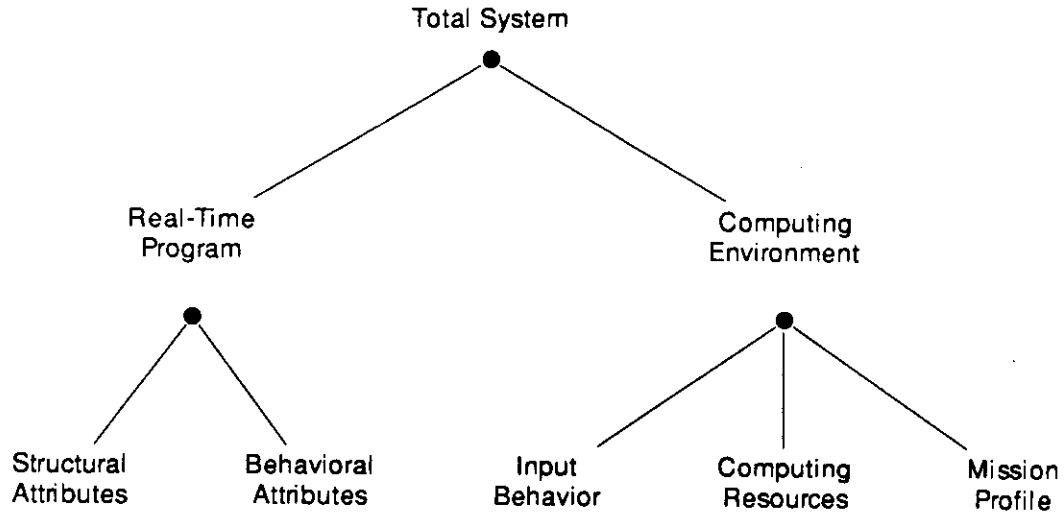 Total System
Real-Time
Program
Computing
Environment
Structural
Attributes
Behavioral
Attributes
Input
Behavior
Computing
Resources
Mission
Profile